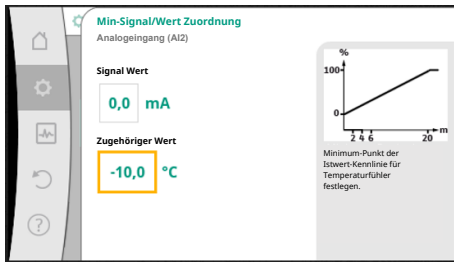 Min-Signal/Wert Zuordnung
Analogeingang (AI2)
Signal Wert
0,0 mA
Zugehöriger Wert
-10,0 °C
%
100
0
2 4 6 20 m
Minimum-Punkt der
Istwert-Kennlinie für
Temperaturfühler
festlegen.
?